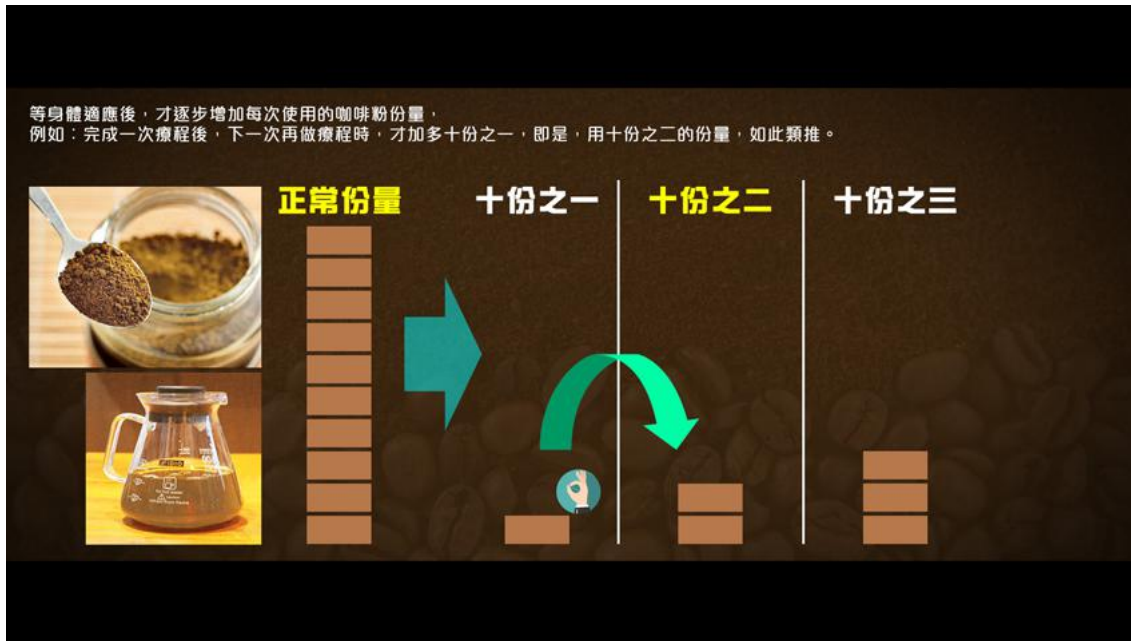 等身體適應後，才逐步增加每次使用的咖啡粉份量，
例如：完成一次療程後，下一次再做療程時，才加多十份之一，即是，用十份之二的份量，如此類推。
正常份量
十份之一
十份之二
十份之三